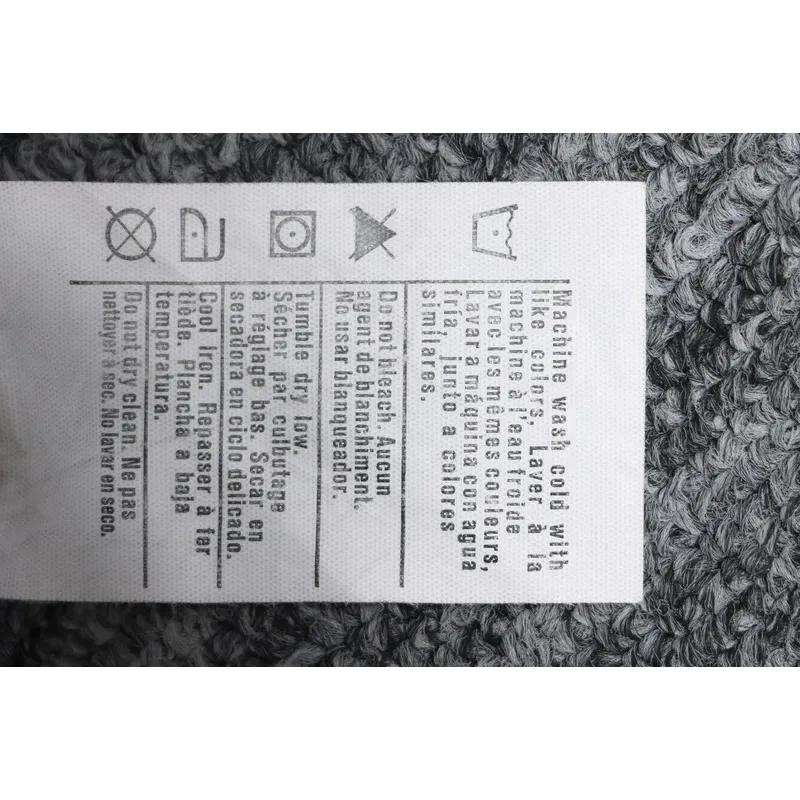 Machine wash cold with
like colors. Laver à la
machine à l'eau froide
avec les mêmes couleurs,
Lavar a máquina con agua
fría, junto a colores
similares.
Do not bleach. Aucun
agent de blanchiment.
No usar blanqueador.
Tumble dry low.
Sécher par culbutage
à réglage bas. Secar en
secadora en ciclo delicado.
Cool iron. Repasser à fer
tiède. Plancha a baja
temperatura.
Do not dry clean. Ne pas
nettoyer à sec. No lavar en seco.